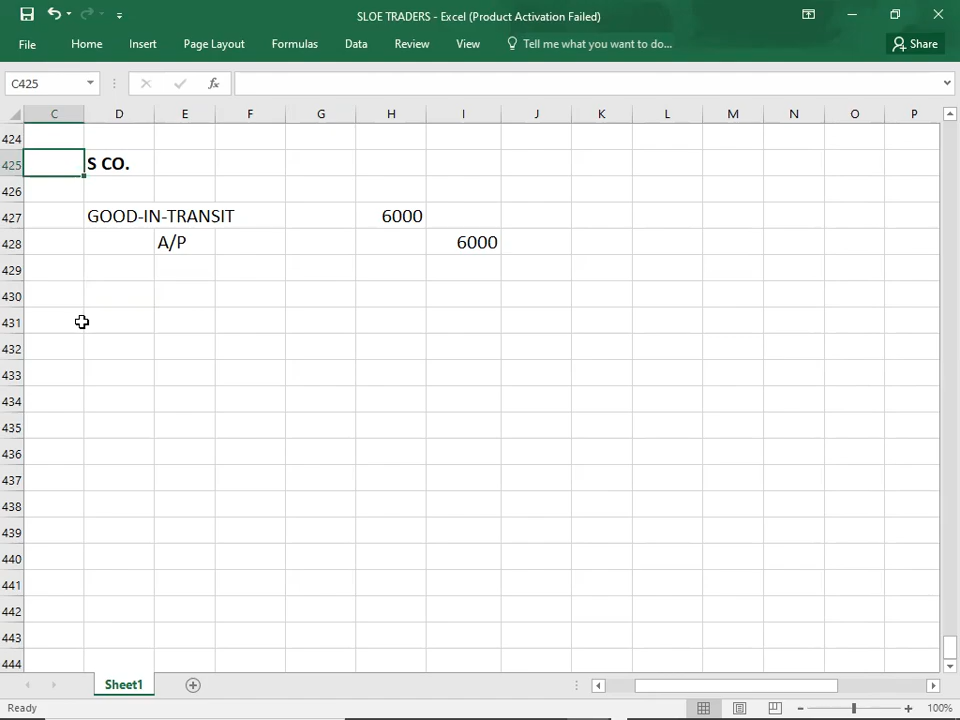 SLOE TRADERS - Excel (Product Activation Failed)
File Home Insert Page Layout Formulas Data Review View Tell me what you want to do... Share
C425 fx
C D E F G H I J K L M N O P
424
425 S CO.
426
427 GOOD-IN-TRANSIT 6000
428 A/P 6000
429
430
431
432
433
434
435
436
437
438
439
440
441
442
443
444
Sheet1
Ready 100%